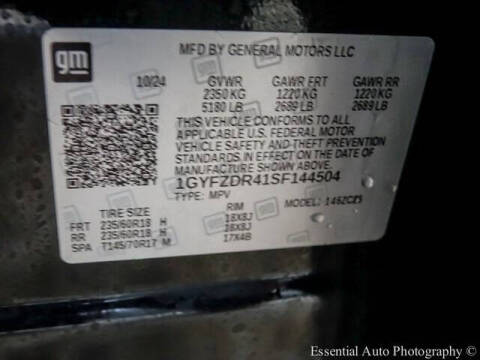 gm
MFD BY GENERAL MOTORS LLC
10/24 GVWR GAWR FRT GAWR RR
2350 KG 1220 KG 1220 KG
5180 LB 2689 LB 2689 LB
THIS VEHICLE CONFORMS TO ALL
APPLICABLE U.S. FEDERAL MOTOR
VEHICLE SAFETY AND THEFT PREVENTION
STANDARDS IN EFFECT ON THE DATE OF
MANUFACTURE SHOWN ABOVE.
1GYFZDR41SF144504
TYPE: MPV MODEL:
TIRE SIZE RIM
FRT 235/60R18 H 18X8J
RR 235/60R18 H 18X8J
SPA T145/70R17 M 17X4B
Essential Auto Photography ©